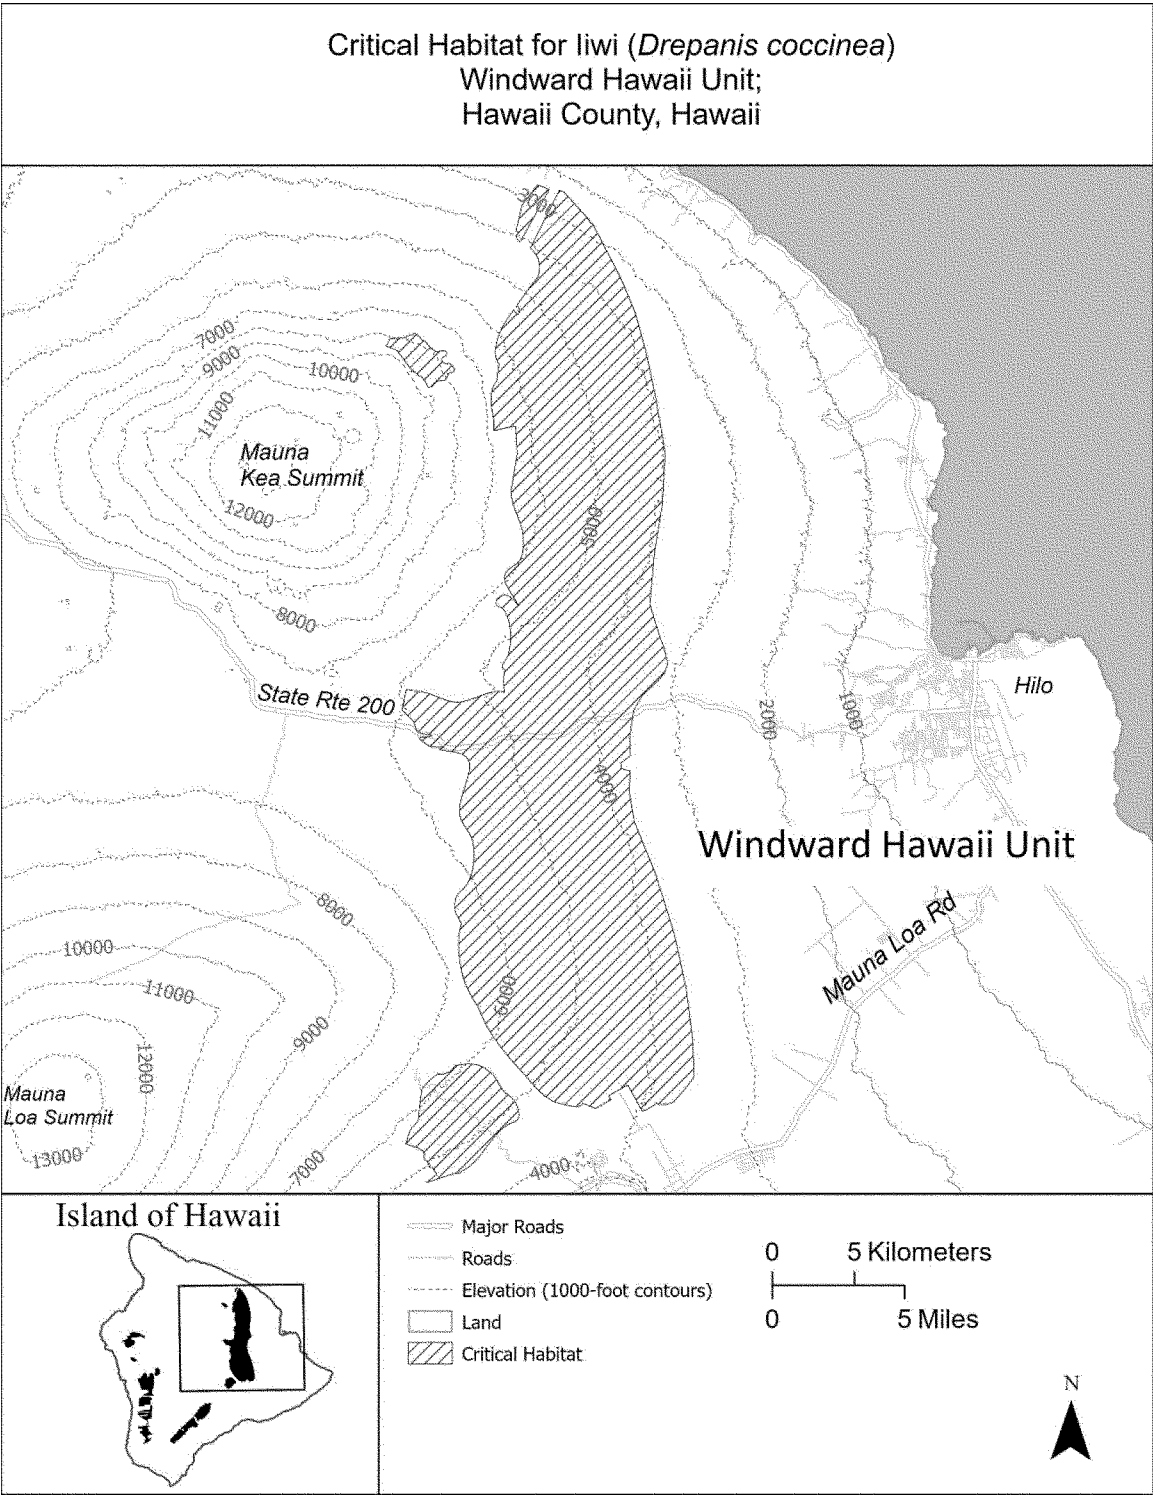 Critical Habitat for Iiwi (Drepanis coccinea)
Windward Hawaii Unit;
Hawaii County, Hawaii
3000
7000
9000
10000
11000
Mauna
Kea Summit
12000
5000
8000
State Rte 200
Hilo
2000
1000
4000
Windward Hawaii Unit
8000
Mauna Loa Rd
10000
11000
6000
9000
12000
Mauna
Loa Summit
13000
7000
4000
Island of Hawaii
Major Roads
Roads
Elevation (1000-foot contours)
Land
Critical Habitat
0 5 Kilometers
0 5 Miles
N